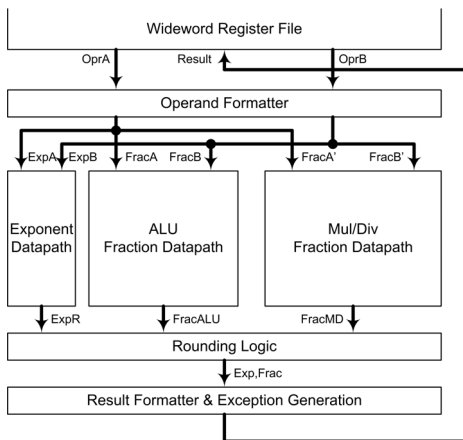 Wideword Register File
OprA
Result
OprB
Operand Formatter
ExpA
ExpB
FracA
FracB
FracA'
FracB'
Exponent
Datapath
ALU
Fraction Datapath
Mul/Div
Fraction Datapath
ExpR
FracALU
FracMD
Rounding Logic
Exp,Frac
Result Formatter & Exception Generation